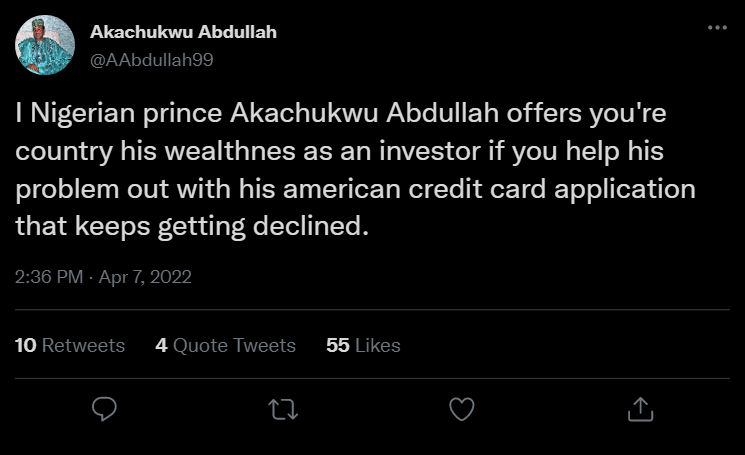 Akachukwu Abdullah
@AAbdullah99
I Nigerian prince Akachukwu Abdullah offers you're
country his wealthnes as an investor if you help his
problem out with his american credit card application
that keeps getting declined.
2:36 PM · Apr 7, 2022
10 Retweets 4 Quote Tweets 55 Likes